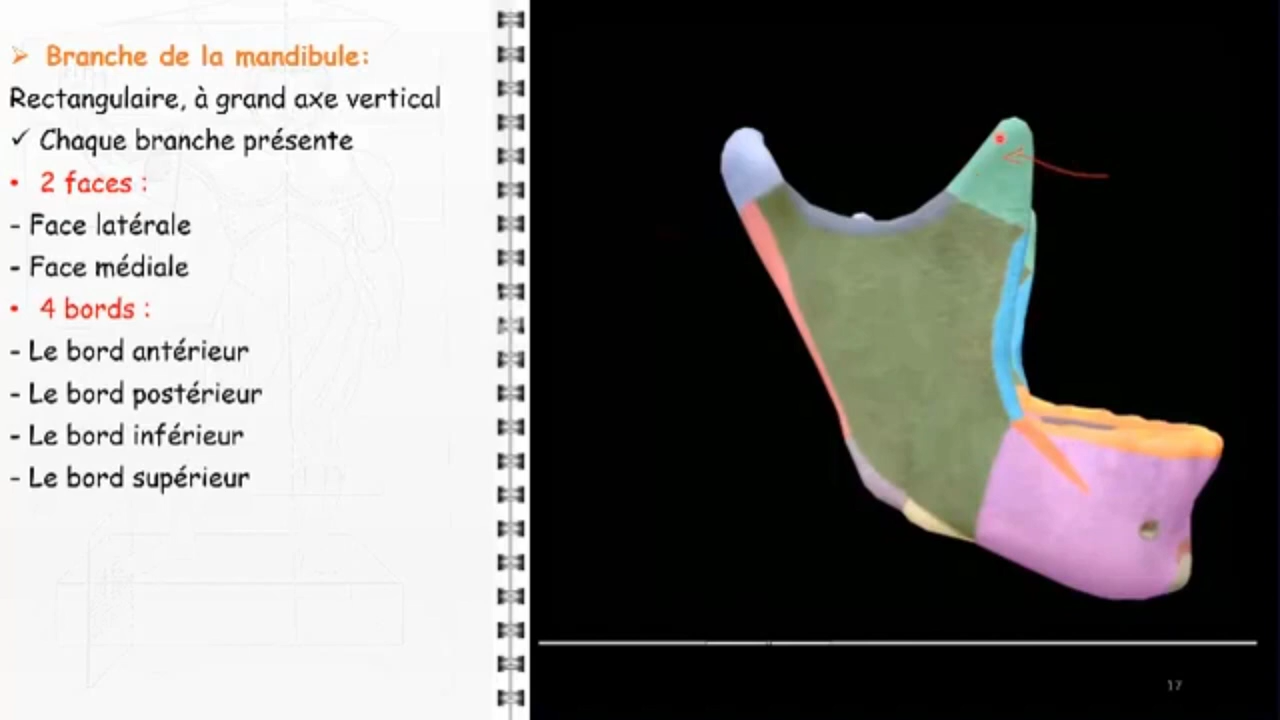 ➢ Branche de la mandibule:
Rectangulaire, à grand axe vertical
✓ Chaque branche présente
• 2 faces :
- Face latérale
- Face médiale
• 4 bords :
- Le bord antérieur
- Le bord postérieur
- Le bord inférieur
- Le bord supérieur
17